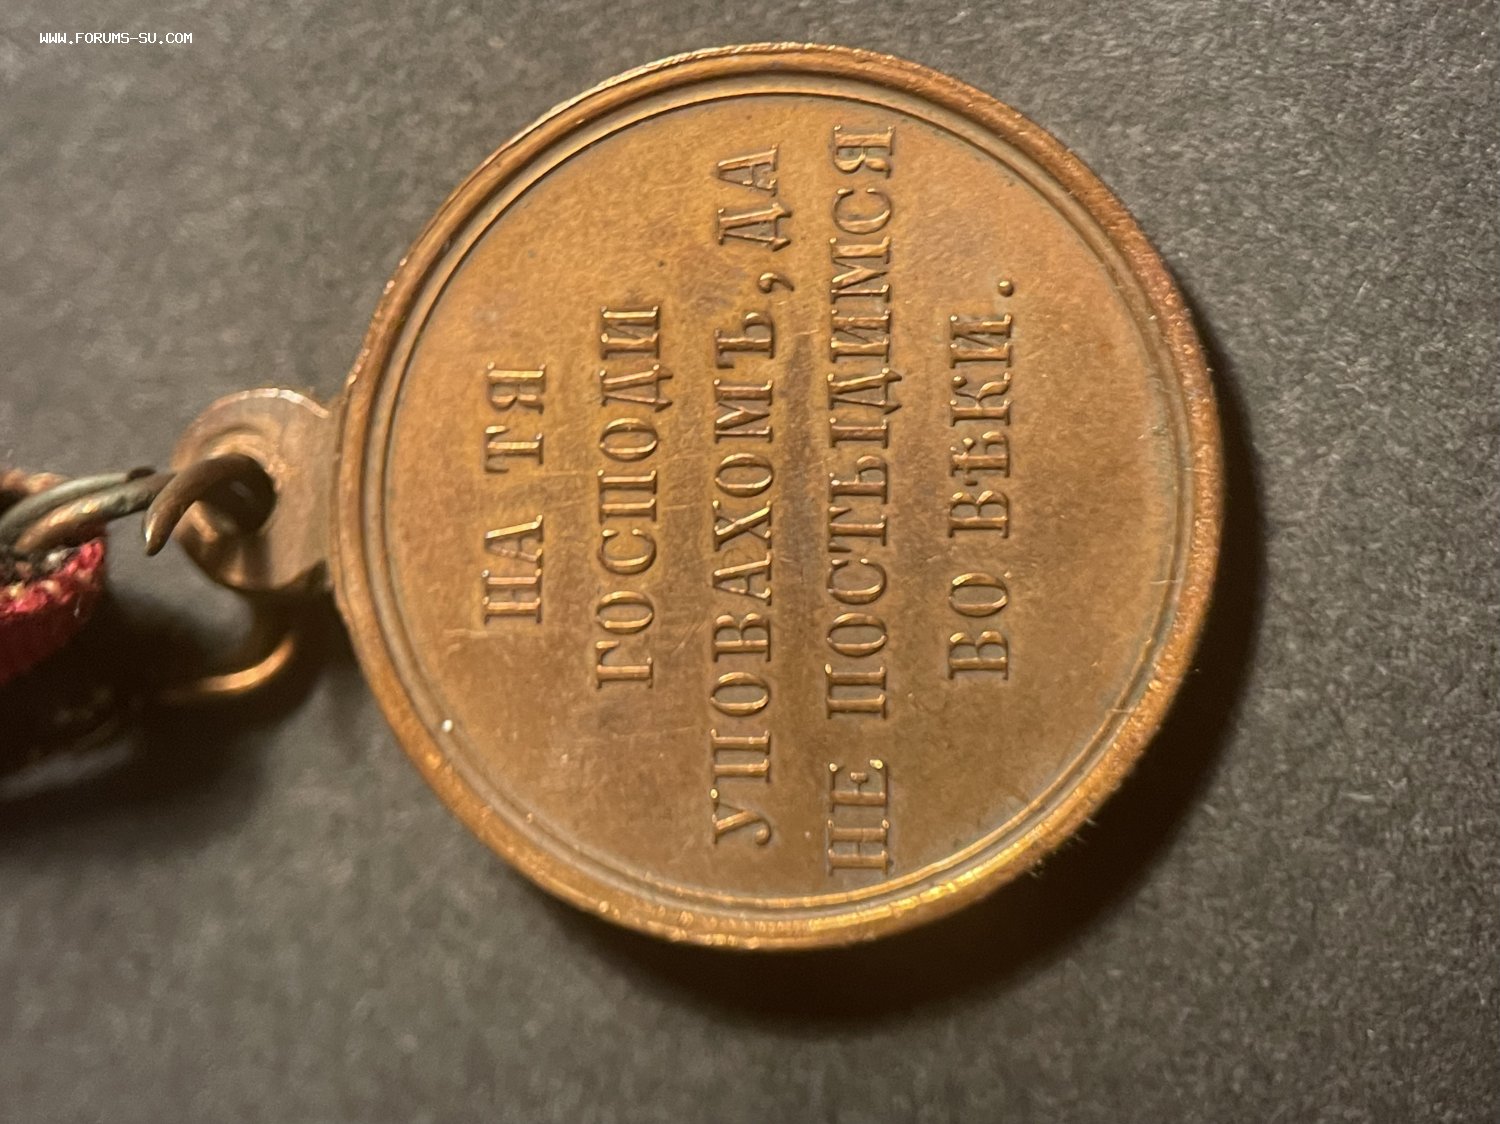 WWW.FORUMS-SU.COM
НА ТЯ
ГОСПОДИ
УПОВАХОМЪ, ДА
НЕ ПОСТЫДИМСЯ
ВО ВѢКИ.